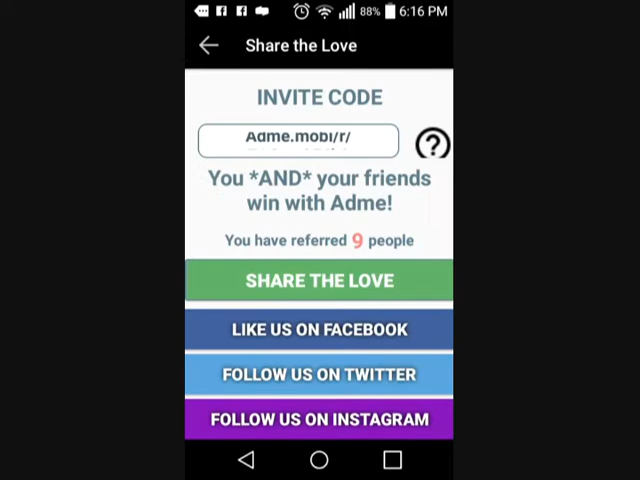 88% 6:16 PM
Share the Love
INVITE CODE
Adme.mobi/r/
You *AND* your friends
win with Adme!
You have referred 9 people
SHARE THE LOVE
LIKE US ON FACEBOOK
FOLLOW US ON TWITTER
FOLLOW US ON INSTAGRAM